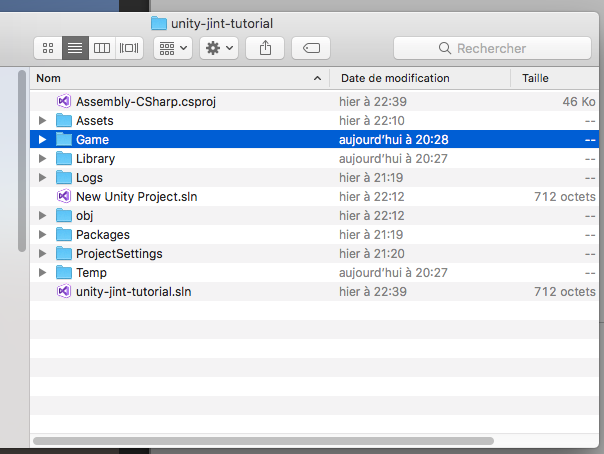 unity-jint-tutorial
Rechercher
Nom Date de modification Taille
Assembly-CSharp.csproj hier à 22:39 46 Ko
Assets hier à 22:10 --
Game aujourd’hui à 20:28 --
Library aujourd’hui à 20:27 --
Logs hier à 21:19 --
New Unity Project.sln hier à 22:12 712 octets
obj hier à 22:12 --
Packages hier à 21:19 --
ProjectSettings hier à 21:20 --
Temp aujourd’hui à 20:27 --
unity-jint-tutorial.sln hier à 22:39 712 octets